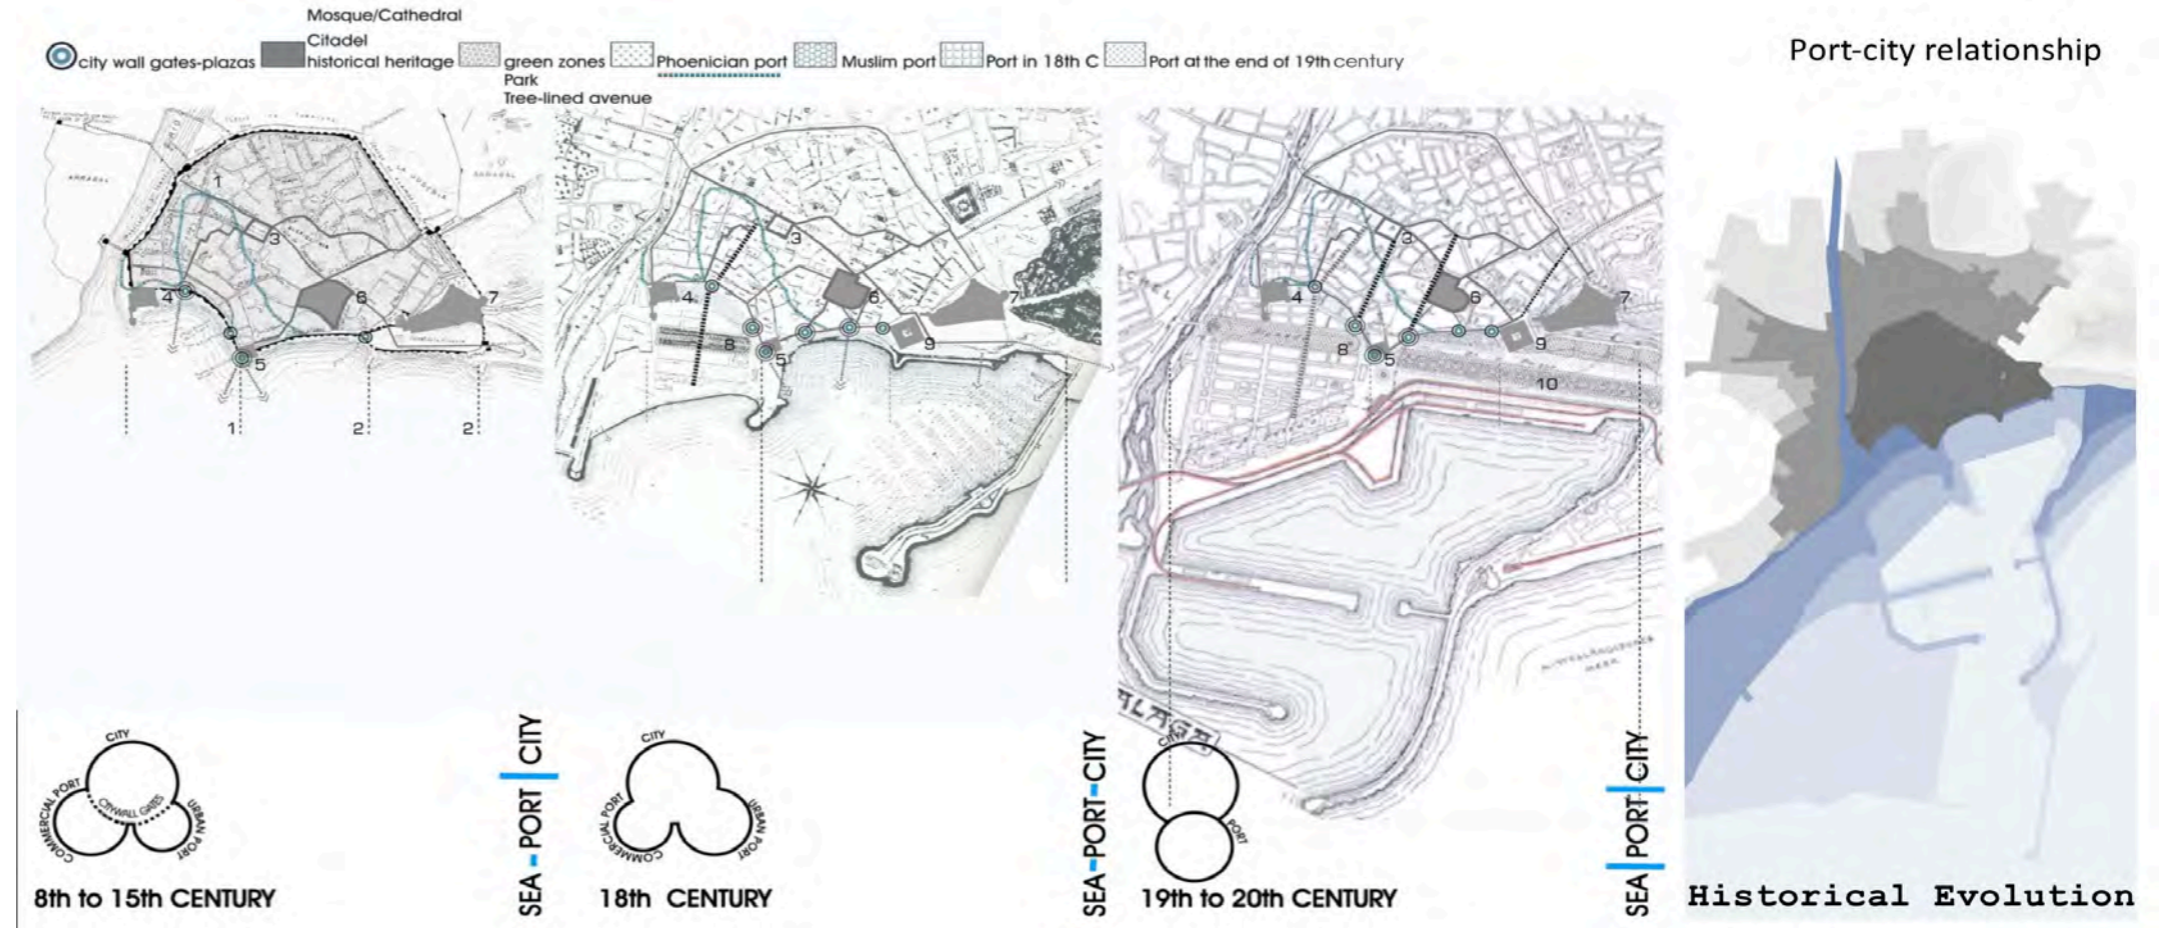 Mosque/Cathedral
Citadel
city wall gates-plazas
historical heritage
green zones
Park
Tree-lined avenue
Phoenician port
Muslim port
Port in 18th C
Port at the end of 19th century
Port-city relationship
ARRABAL
1
3
4
5
6
7
1
2
2
3
4
5
6
7
8
9
3
4
5
6
7
8
9
10
ALAGA
CITY
COMMERCIAL PORT
CITYWALL GATES
URBAN PORT
8th to 15th CENTURY
SEA - PORT | CITY
CITY
COMMERCIAL PORT
URBAN PORT
18th CENTURY
SEA-PORT-CITY
CITY
PORT
19th to 20th CENTURY
SEA | PORT | CITY
Historical Evolution